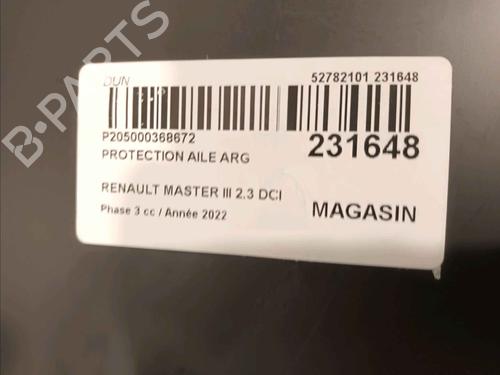 B-PARTS
DUN
52782101 231648
P205000368672
231648
PROTECTION AILE ARG
RENAULT MASTER III 2.3 DCI
Phase 3 cc / Année 2022
MAGASIN